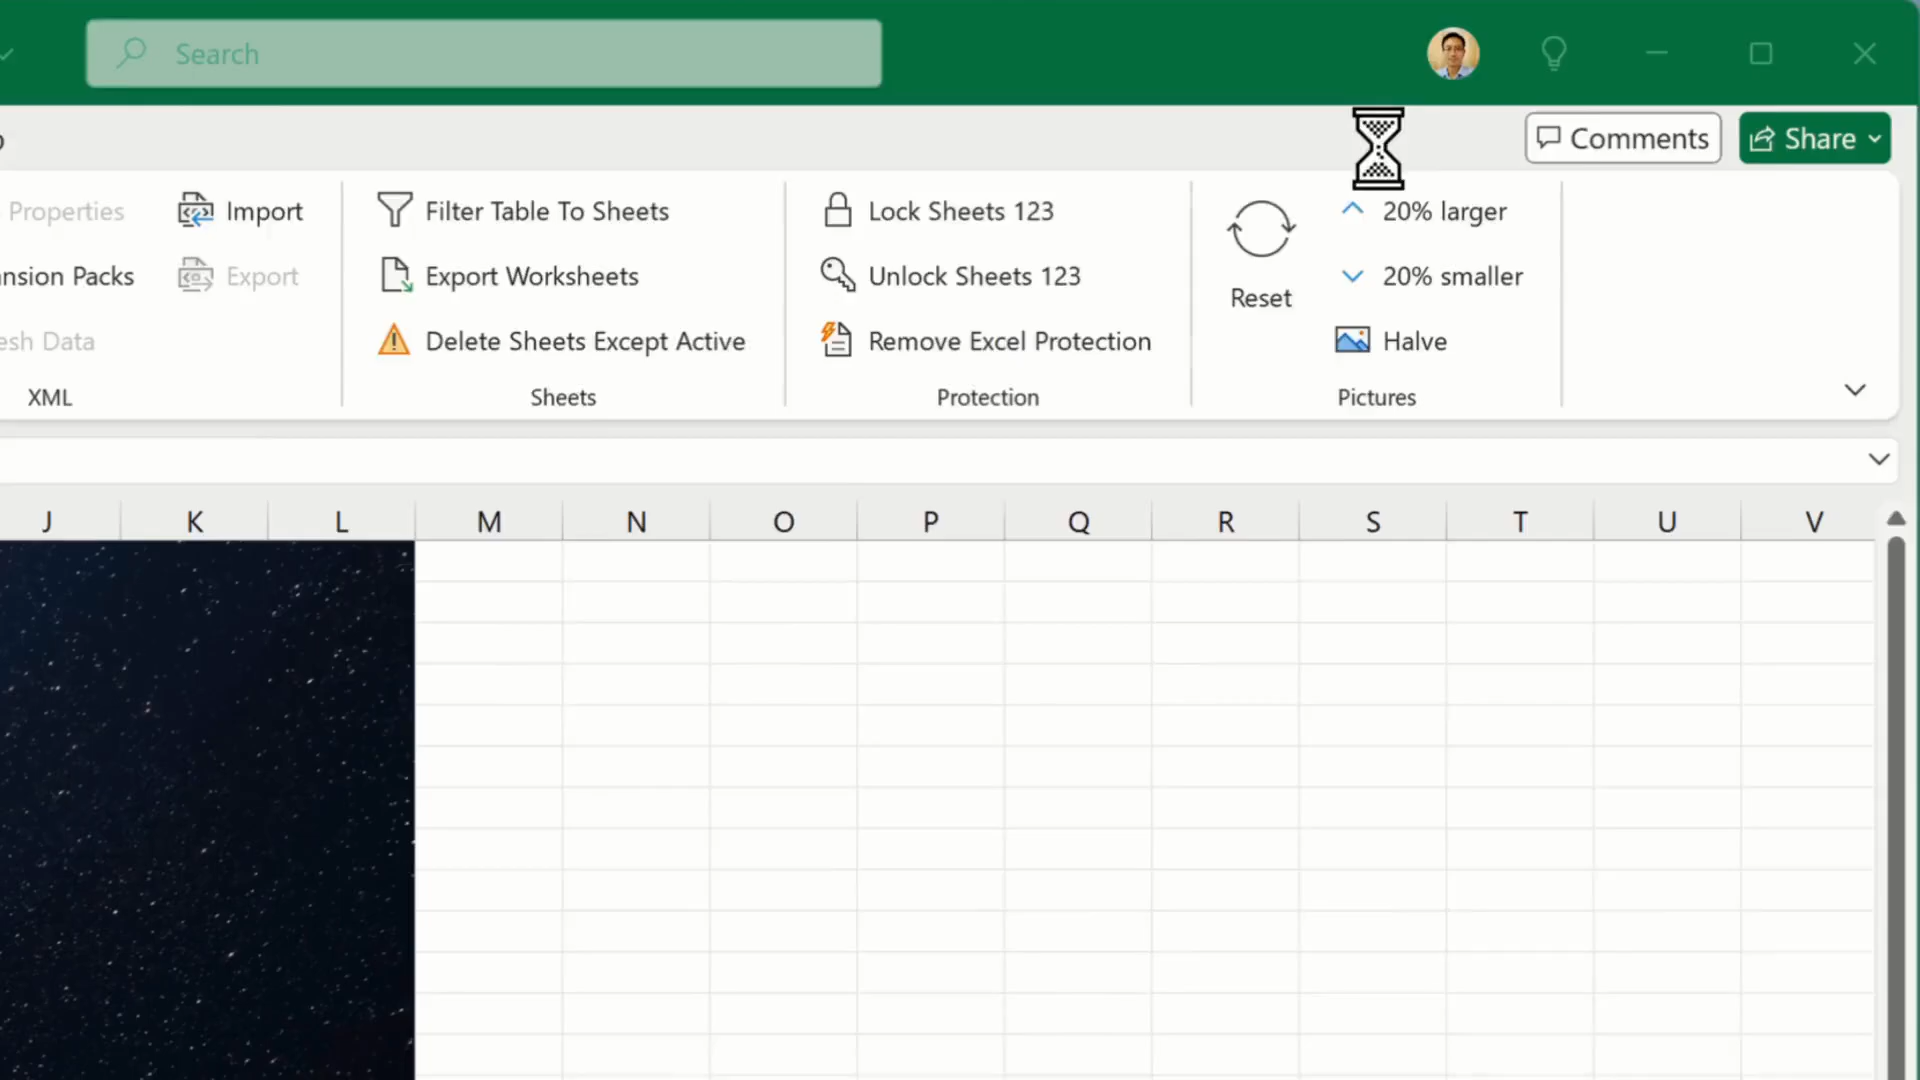 Search
Comments
Share
Properties
Import
Filter Table To Sheets
Lock Sheets 123
20% larger
nsion Packs
Export
Export Worksheets
Unlock Sheets 123
Reset
20% smaller
esh Data
Delete Sheets Except Active
Remove Excel Protection
Halve
XML
Sheets
Protection
Pictures
J K L M N O P Q R S T U V